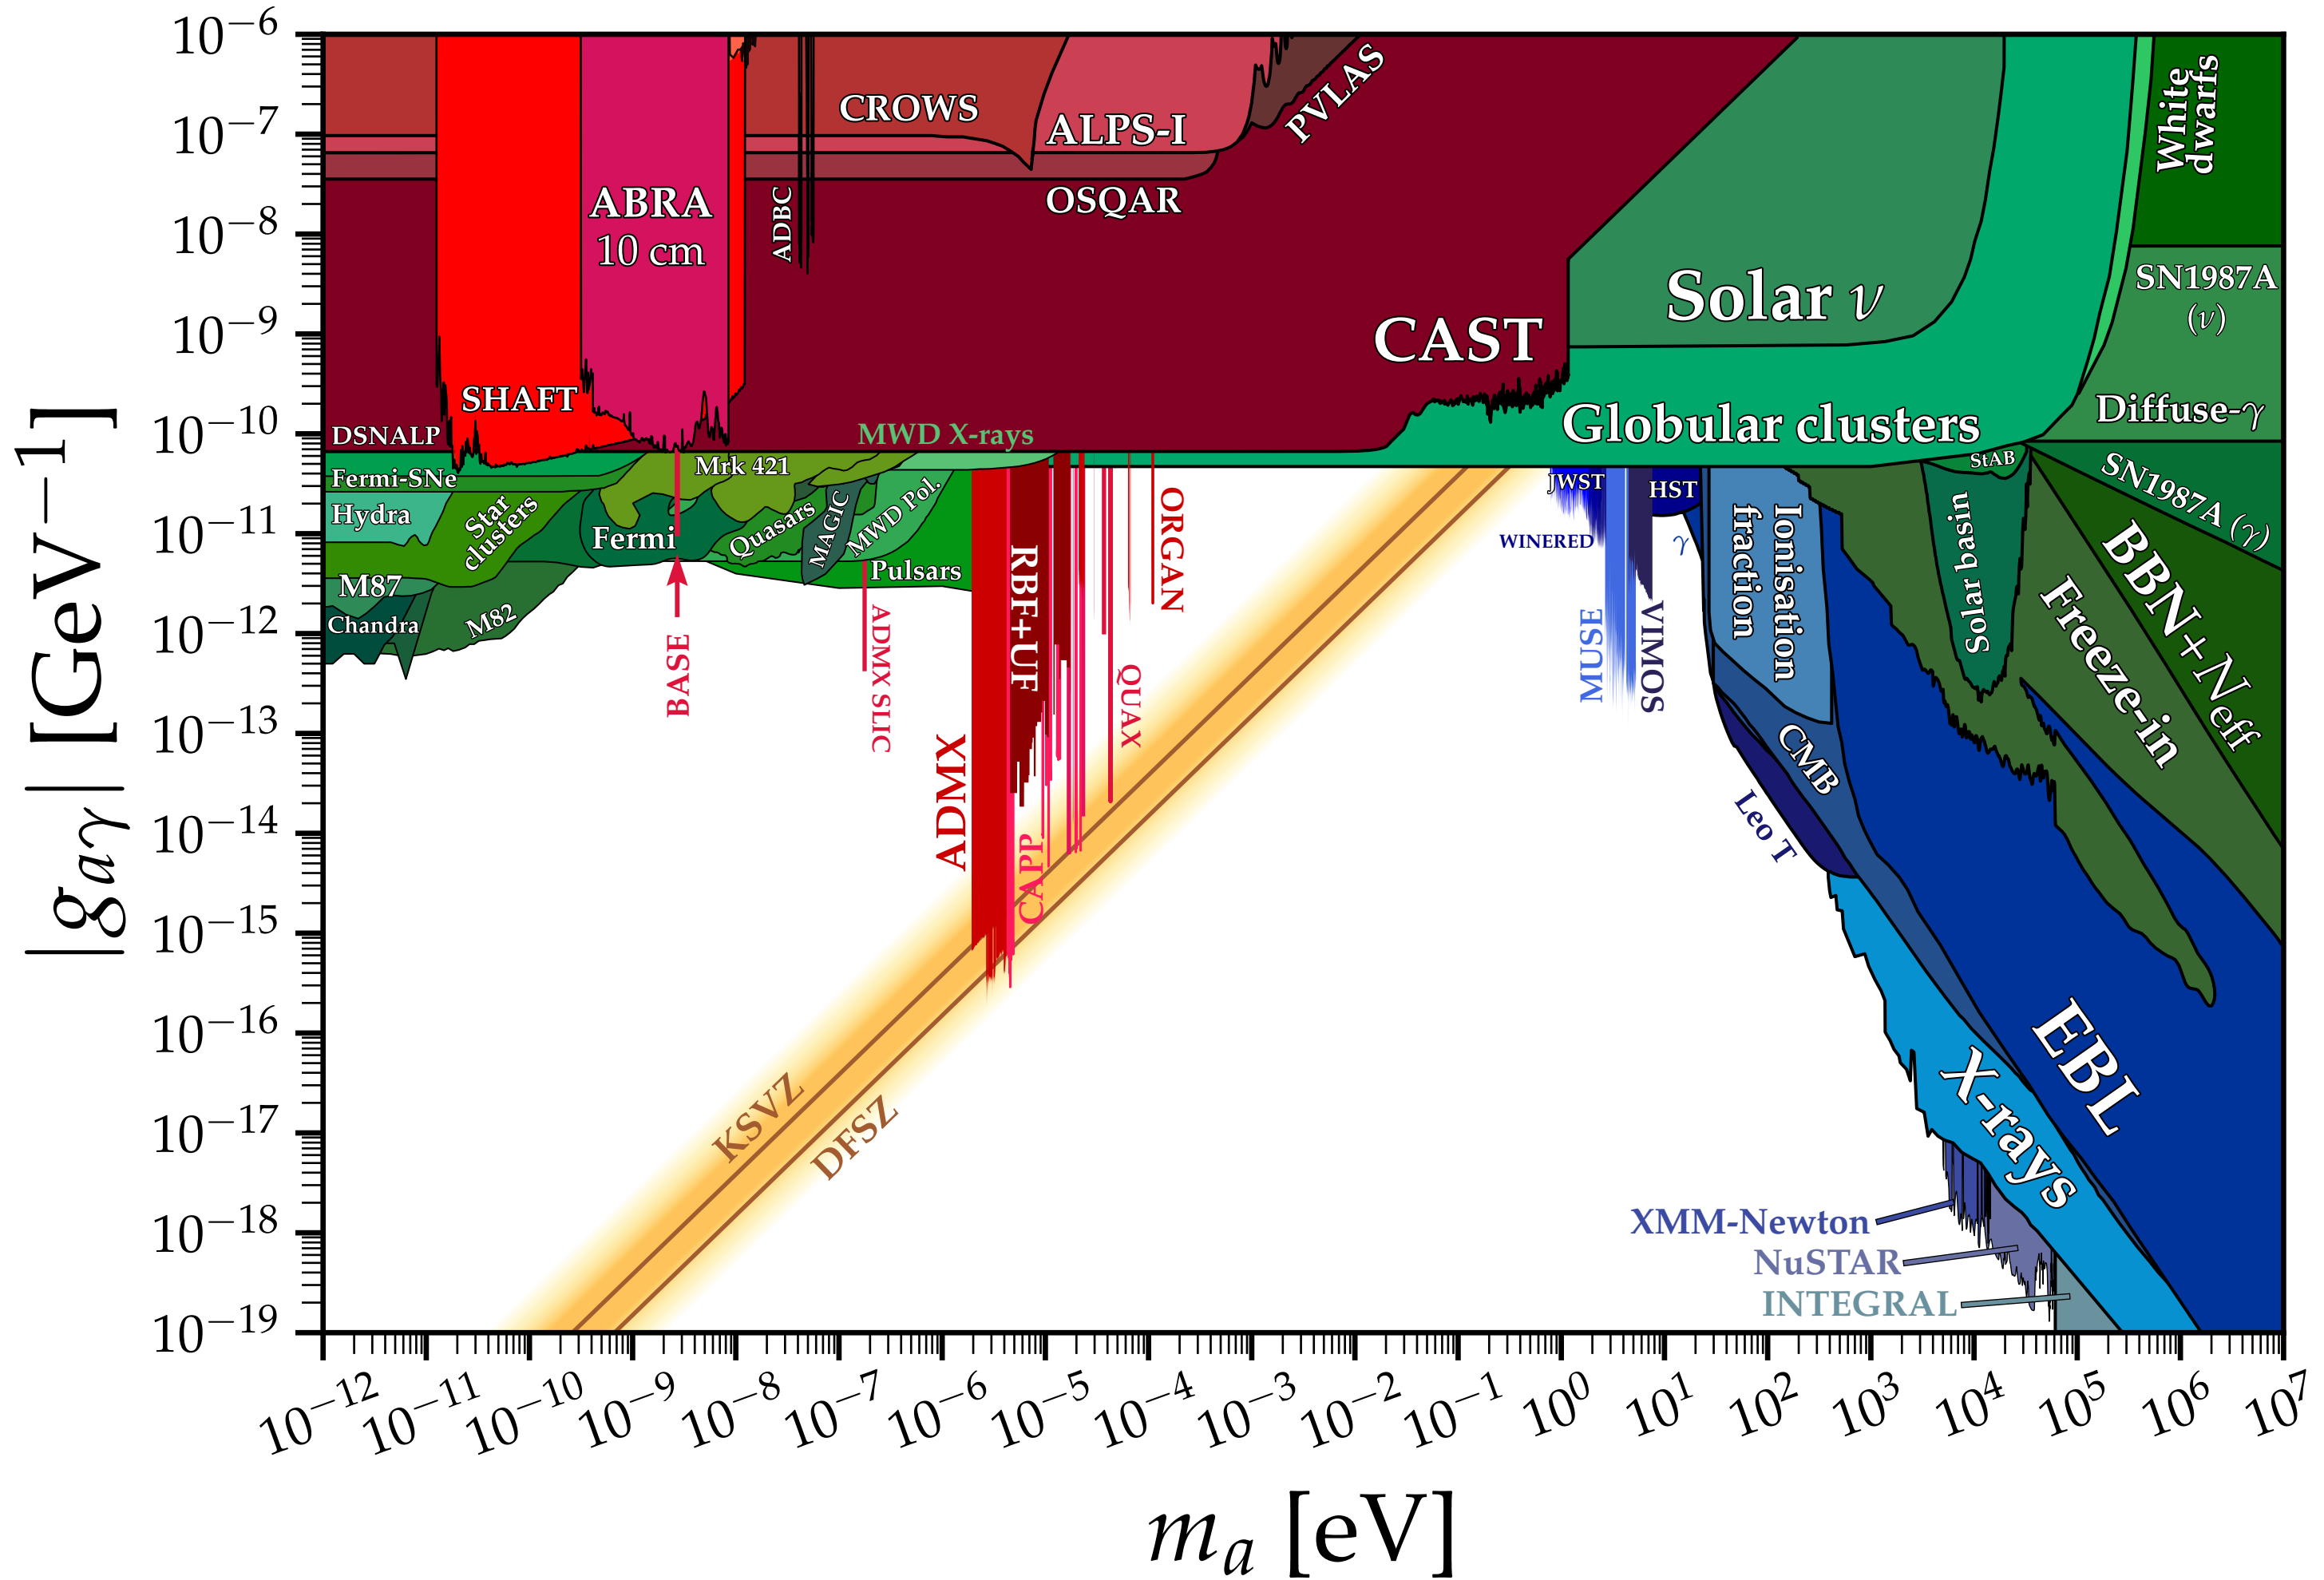 10⁻⁶
10⁻⁷
10⁻⁸
10⁻⁹
10⁻¹⁰
10⁻¹¹
10⁻¹²
10⁻¹³
10⁻¹⁴
10⁻¹⁵
10⁻¹⁶
10⁻¹⁷
10⁻¹⁸
10⁻¹⁹
|gₐᵧ| [GeV⁻¹]
CROWS
ALPS-I
PVLAS
OSQAR
ABRA
10 cm
ADBC
SHAFT
CAST
Solar ν
Globular clusters
White
dwarfs
SN1987A
(ν)
Diffuse-γ
DSNALP
MWD X-rays
Fermi-SNe
Mrk 421
Hydra
Star
clusters
Fermi
Quasars
MAGIC
MWD Pol.
Pulsars
M87
Chandra
M82
BASE
ADMX SLIC
ADMX
RBF+UF
CAPP
QUAX
ORGAN
JWST
HST
WINERED
γ
MUSE
VIMOS
Ionisation
fraction
StAB
Solar basin
SN1987A (γ)
BBN+Neff
Freeze-in
CMB
Leo T
EBL
X-rays
KSVZ
DFSZ
XMM-Newton
NuSTAR
INTEGRAL
10⁻¹²
10⁻¹¹
10⁻¹⁰
10⁻⁹
10⁻⁸
10⁻⁷
10⁻⁶
10⁻⁵
10⁻⁴
10⁻³
10⁻²
10⁻¹
10⁰
10¹
10²
10³
10⁴
10⁵
10⁶
10⁷
mₐ [eV]